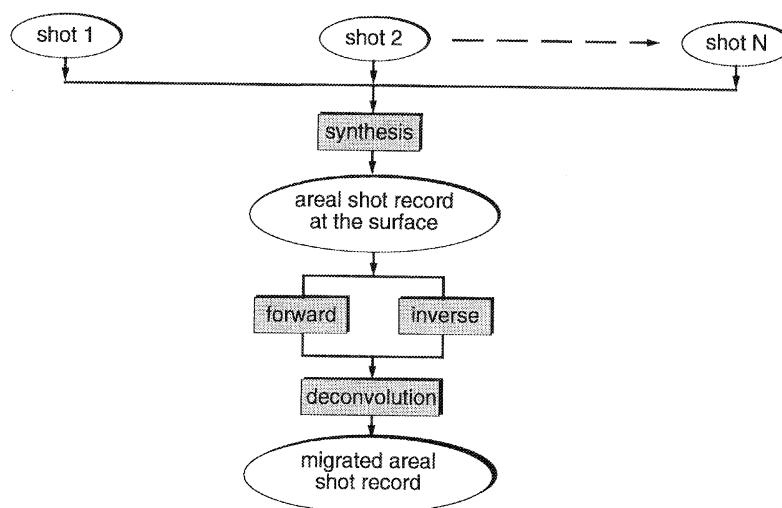 shot 1
shot 2
shot N
synthesis
areal shot record
at the surface
forward
inverse
deconvolution
migrated areal
shot record